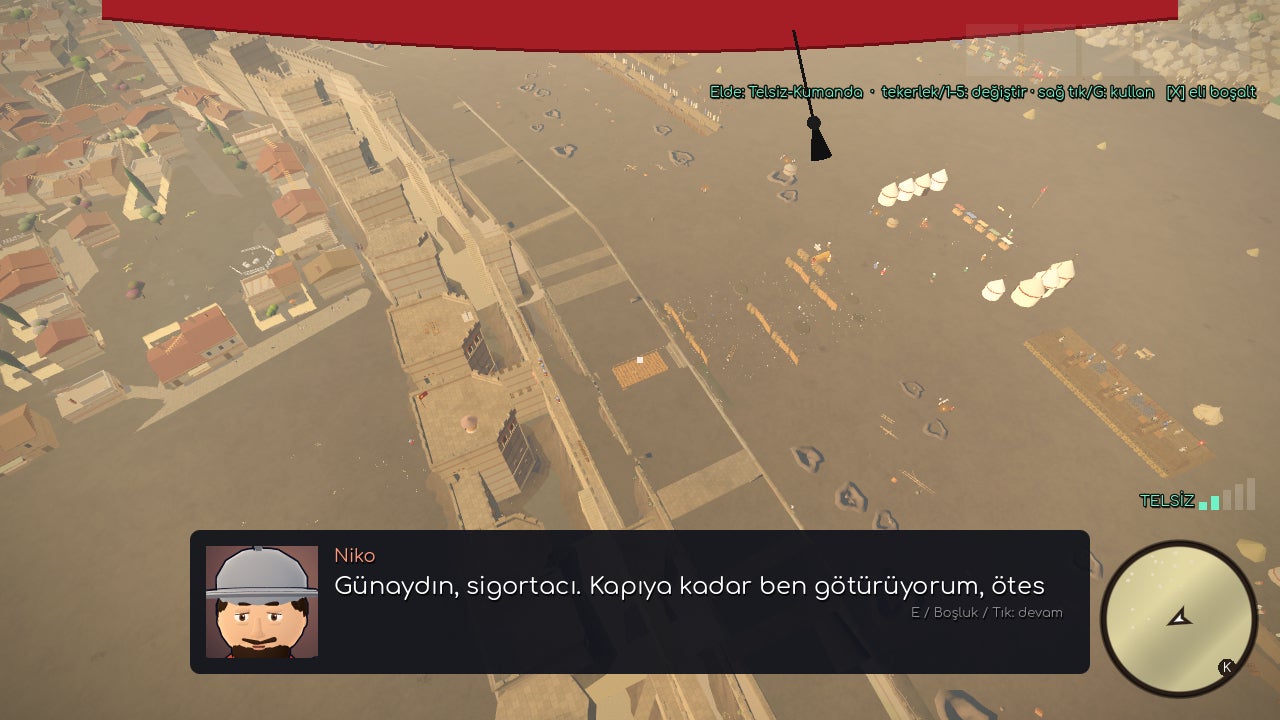 Elde: Telsiz-Kumanda · tekerlek/1-5: değiştir · sağ tık/G: kullan [X] eli boşalt
TELSİZ
Niko
Günaydın, sigortacı. Kapıya kadar ben götürüyorum, ötes
E / Boşluk / Tık: devam
K